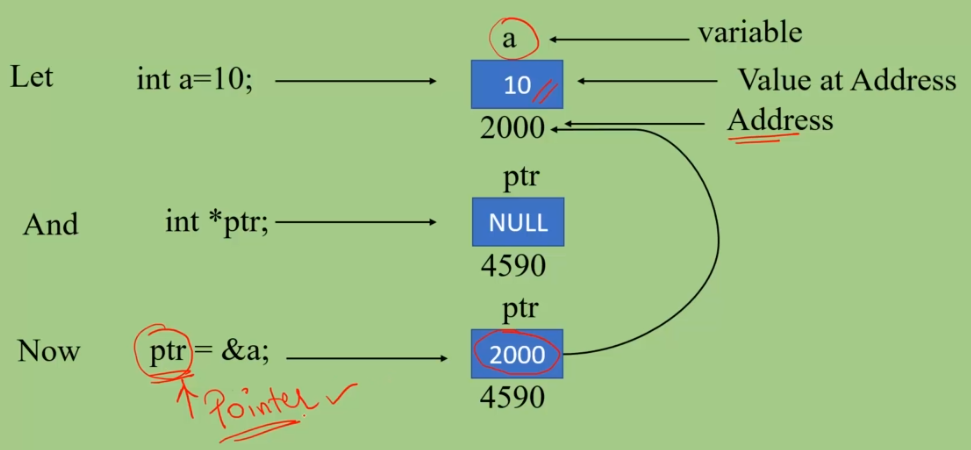 a variable
Let int a=10; 10 Value at Address
2000 Address
ptr
And int *ptr; NULL
4590
ptr
Now ptr = &a; 2000
4590
Pointer